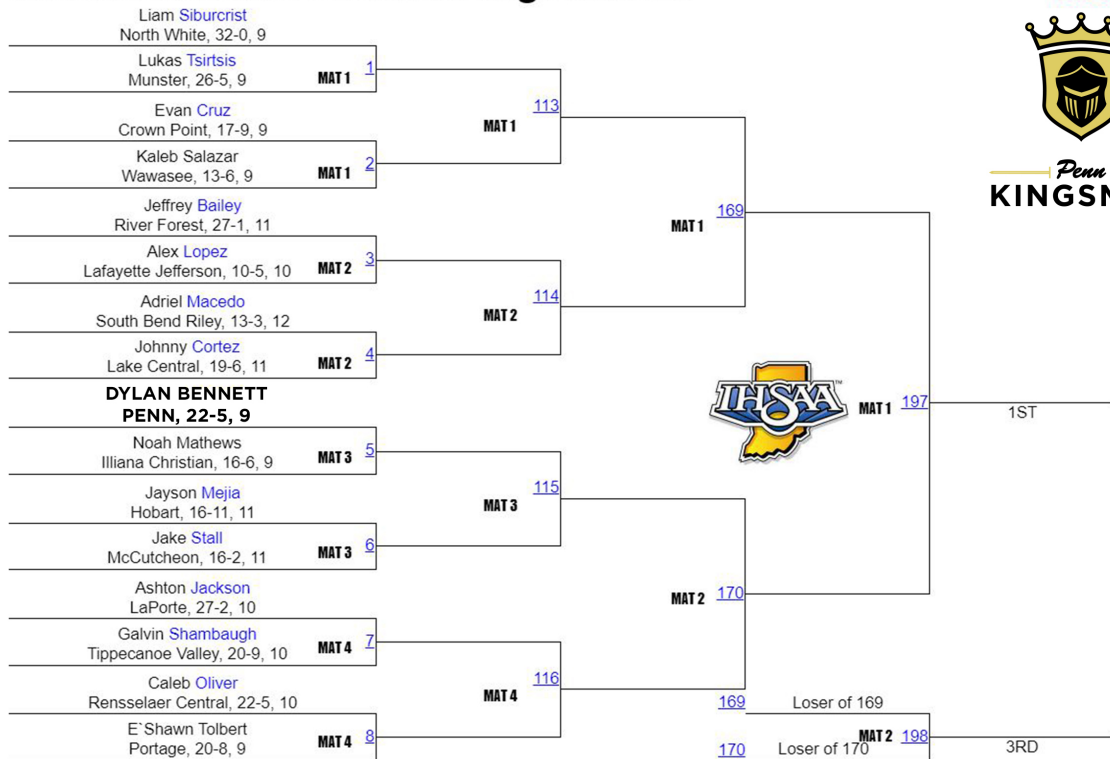 Liam Siburcrist
North White, 32-0, 9
Lukas Tsirtsis
Munster, 26-5, 9
MAT 1 1
Evan Cruz
Crown Point, 17-9, 9
Kaleb Salazar
Wawasee, 13-6, 9
MAT 1 2
Jeffrey Bailey
River Forest, 27-1, 11
Alex Lopez
Lafayette Jefferson, 10-5, 10
MAT 2 3
Adriel Macedo
South Bend Riley, 13-3, 12
Johnny Cortez
Lake Central, 19-6, 11
MAT 2 4
DYLAN BENNETT
PENN, 22-5, 9
Noah Mathews
Illiana Christian, 16-6, 9
MAT 3 5
Jayson Mejia
Hobart, 16-11, 11
Jake Stall
McCutcheon, 16-2, 11
MAT 3 6
Ashton Jackson
LaPorte, 27-2, 10
Galvin Shambaugh
Tippecanoe Valley, 20-9, 10
MAT 4 7
Caleb Oliver
Rensselaer Central, 22-5, 10
E`Shawn Tolbert
Portage, 20-8, 9
MAT 4 8
MAT 1 113
MAT 2 114
MAT 3 115
MAT 4 116
MAT 1 169
MAT 2 170
IHSAA
MAT 1 197
1ST
169 Loser of 169
170 Loser of 170
MAT 2 198
3RD
Penn
KINGSM